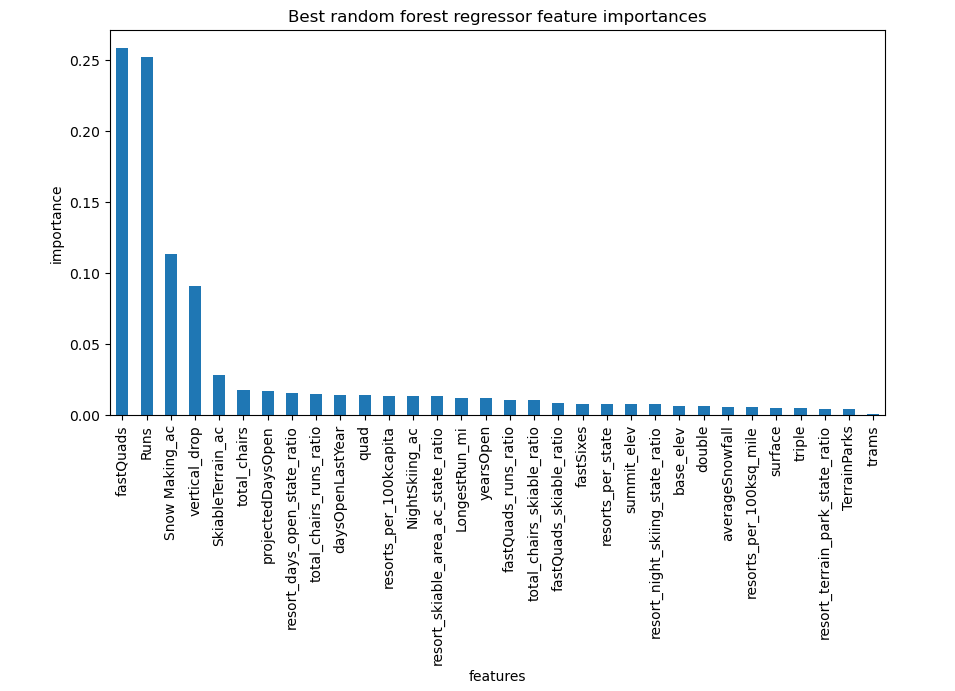 Best random forest regressor feature importances
importance
0.25
0.20
0.15
0.10
0.05
0.00
fastQuads
Runs
Snow Making_ac
vertical_drop
SkiableTerrain_ac
total_chairs
projectedDaysOpen
resort_days_open_state_ratio
total_chairs_runs_ratio
daysOpenLastYear
quad
resorts_per_100kcapita
NightSkiing_ac
resort_skiable_area_ac_state_ratio
LongestRun_mi
yearsOpen
fastQuads_runs_ratio
total_chairs_skiable_ratio
fastQuads_skiable_ratio
fastSixes
resorts_per_state
summit_elev
resort_night_skiing_state_ratio
base_elev
double
averageSnowfall
resorts_per_100ksq_mile
surface
triple
resort_terrain_park_state_ratio
TerrainParks
trams
features